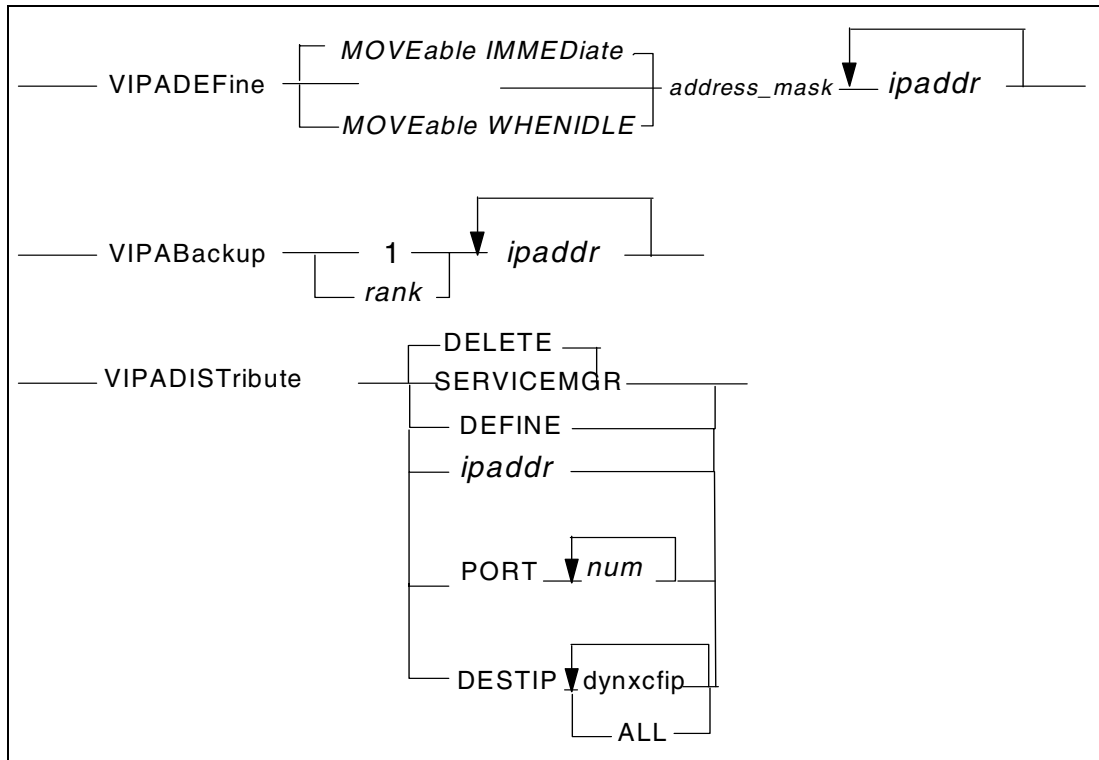 MOVEable IMMEDiate
VIPADEFine address_mask ipaddr
MOVEable WHENIDLE
VIPABackup 1 ipaddr
rank
DELETE
VIPADISTribute SERVICEMGR
DEFINE
ipaddr
PORT num
DESTIP dynxcfip
ALL